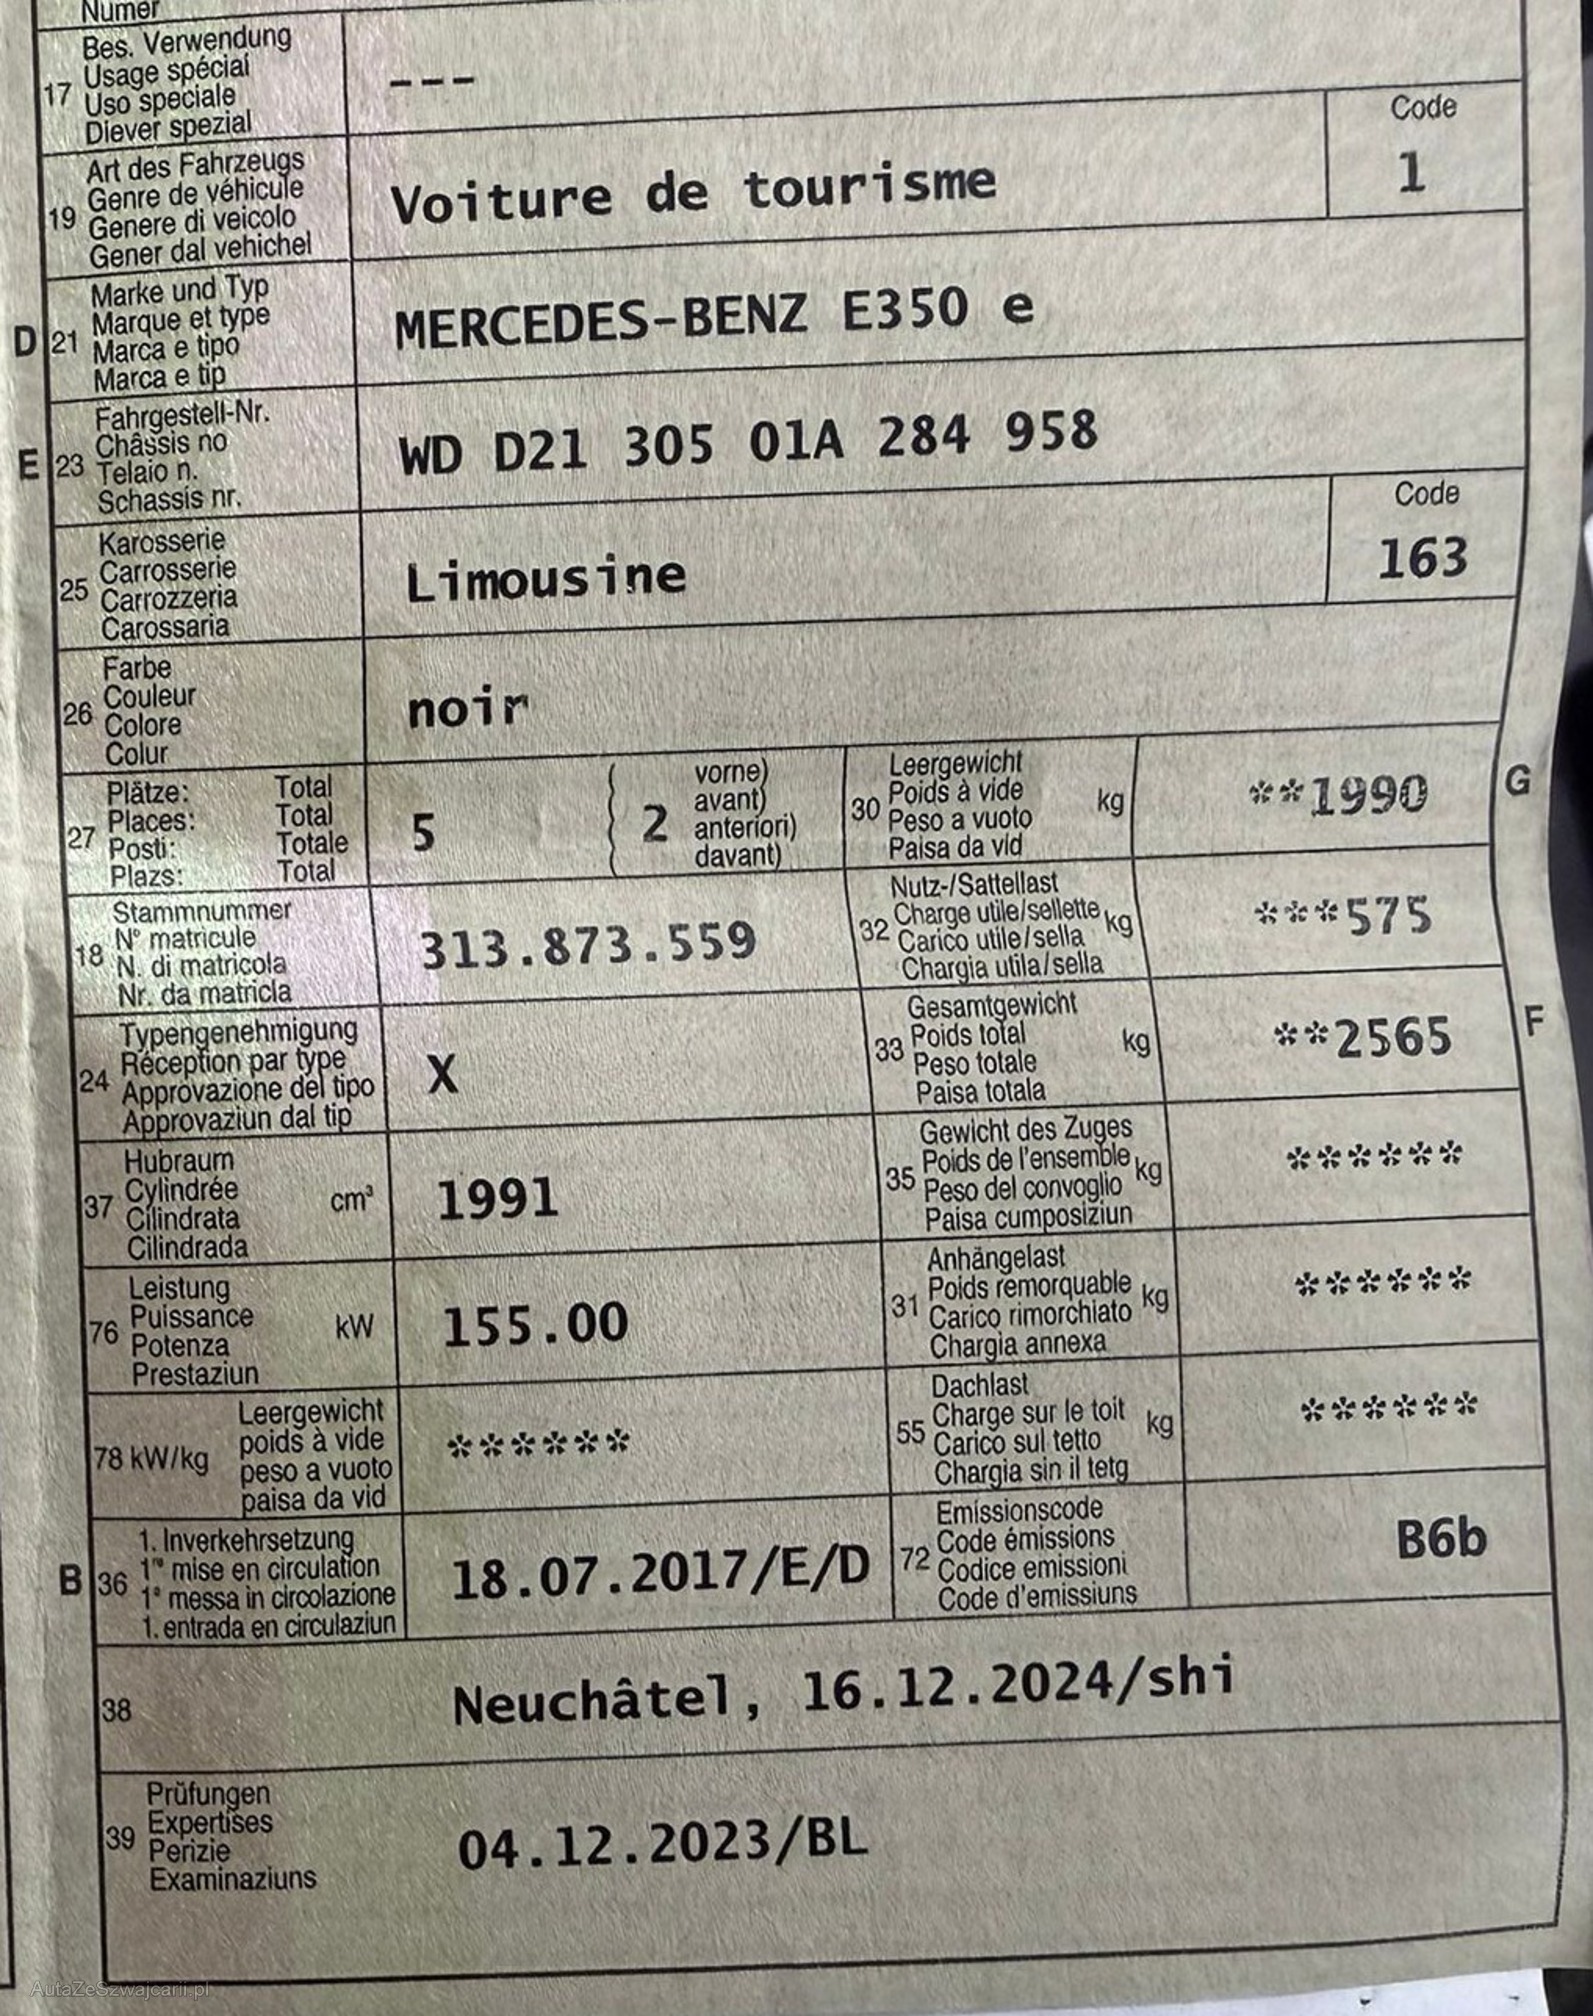 Numer
17 Bes. Verwendung
Usage spécial
Uso speciale
Diever spezial
---
19 Art des Fahrzeugs
Genre de véhicule
Genere di veicolo
Gener dal vehichel
Voiture de tourisme
Code
1
D 21 Marke und Typ
Marque et type
Marca e tipo
Marca e tip
MERCEDES-BENZ E350 e
E 23 Fahrgestell-Nr.
Châssis no
Telaio n.
Schassis nr.
WD D21 305 01A 284 958
25 Karosserie
Carrosserie
Carrozzeria
Carossaria
Limousine
Code
163
26 Farbe
Couleur
Colore
Colur
noir
27 Plätze: Total
Places: Total
Posti: Totale
Plazs: Total
5
2
vorne)
avant)
anteriori)
davant)
30 Leergewicht
Poids à vide
Peso a vuoto
Paisa da vid
kg
**1990
G
18 Stammnummer
N° matricule
N. di matricola
Nr. da matricla
313.873.559
32 Nutz-/Sattellast
Charge utile/sellette
Carico utile/sella
Chargia utila/sella
kg
***575
24 Typengenehmigung
Réception par type
Approvazione del tipo
Approvaziun dal tip
X
33 Gesamtgewicht
Poids total
Peso totale
Paisa totala
kg
**2565
F
37 Hubraum
Cylindrée
Cilindrata
Cilindrada
cm³
1991
35 Gewicht des Zuges
Poids de l'ensemble
Peso del convoglio
Paisa cumposiziun
kg
******
76 Leistung
Puissance
Potenza
Prestaziun
kW
155.00
31 Anhängelast
Poids remorquable
Carico rimorchiato
Chargia annexa
kg
******
78 kW/kg
Leergewicht
poids à vide
peso a vuoto
paisa da vid
******
55 Dachlast
Charge sur le toit
Carico sul tetto
Chargia sin il tetg
kg
******
B 36 1. Inverkehrsetzung
1re mise en circulation
1a messa in circolazione
1. entrada en circulaziun
18.07.2017/E/D
72 Emissionscode
Code émissions
Codice emissioni
Code d'emissiuns
B6b
38
Neuchâtel, 16.12.2024/shi
39 Prüfungen
Expertises
Perizie
Examinaziuns
04.12.2023/BL
AutaZeSzwajcarii.pl